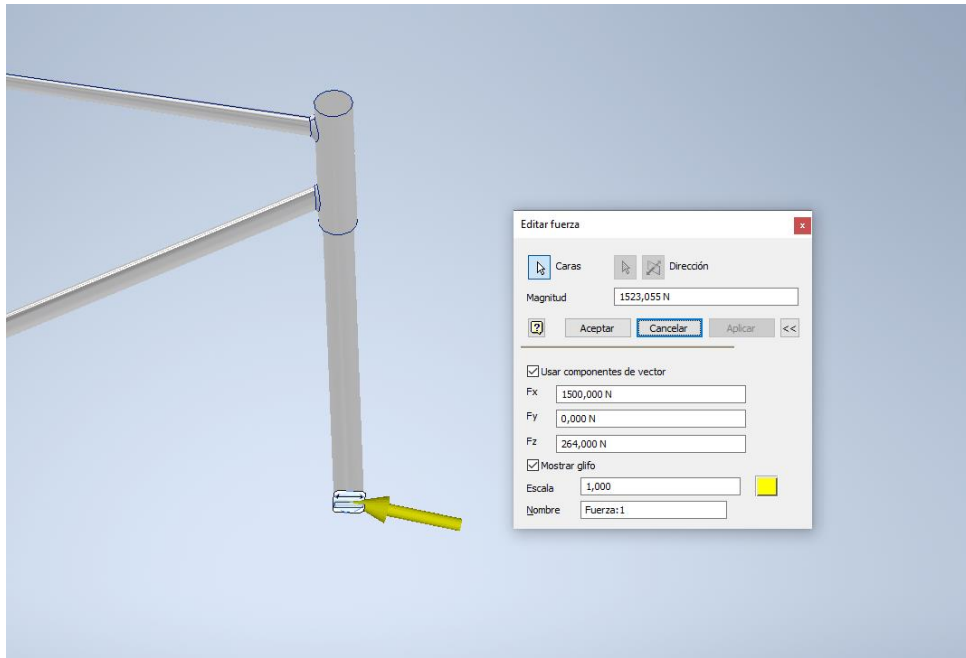 Editar fuerza
x
Caras Dirección
Magnitud 1523,055 N
Aceptar Cancelar Aplicar <<
Usar componentes de vector
Fx 1500,000 N
Fy 0,000 N
Fz 264,000 N
Mostrar glifo
Escala 1,000
Nombre Fuerza:1